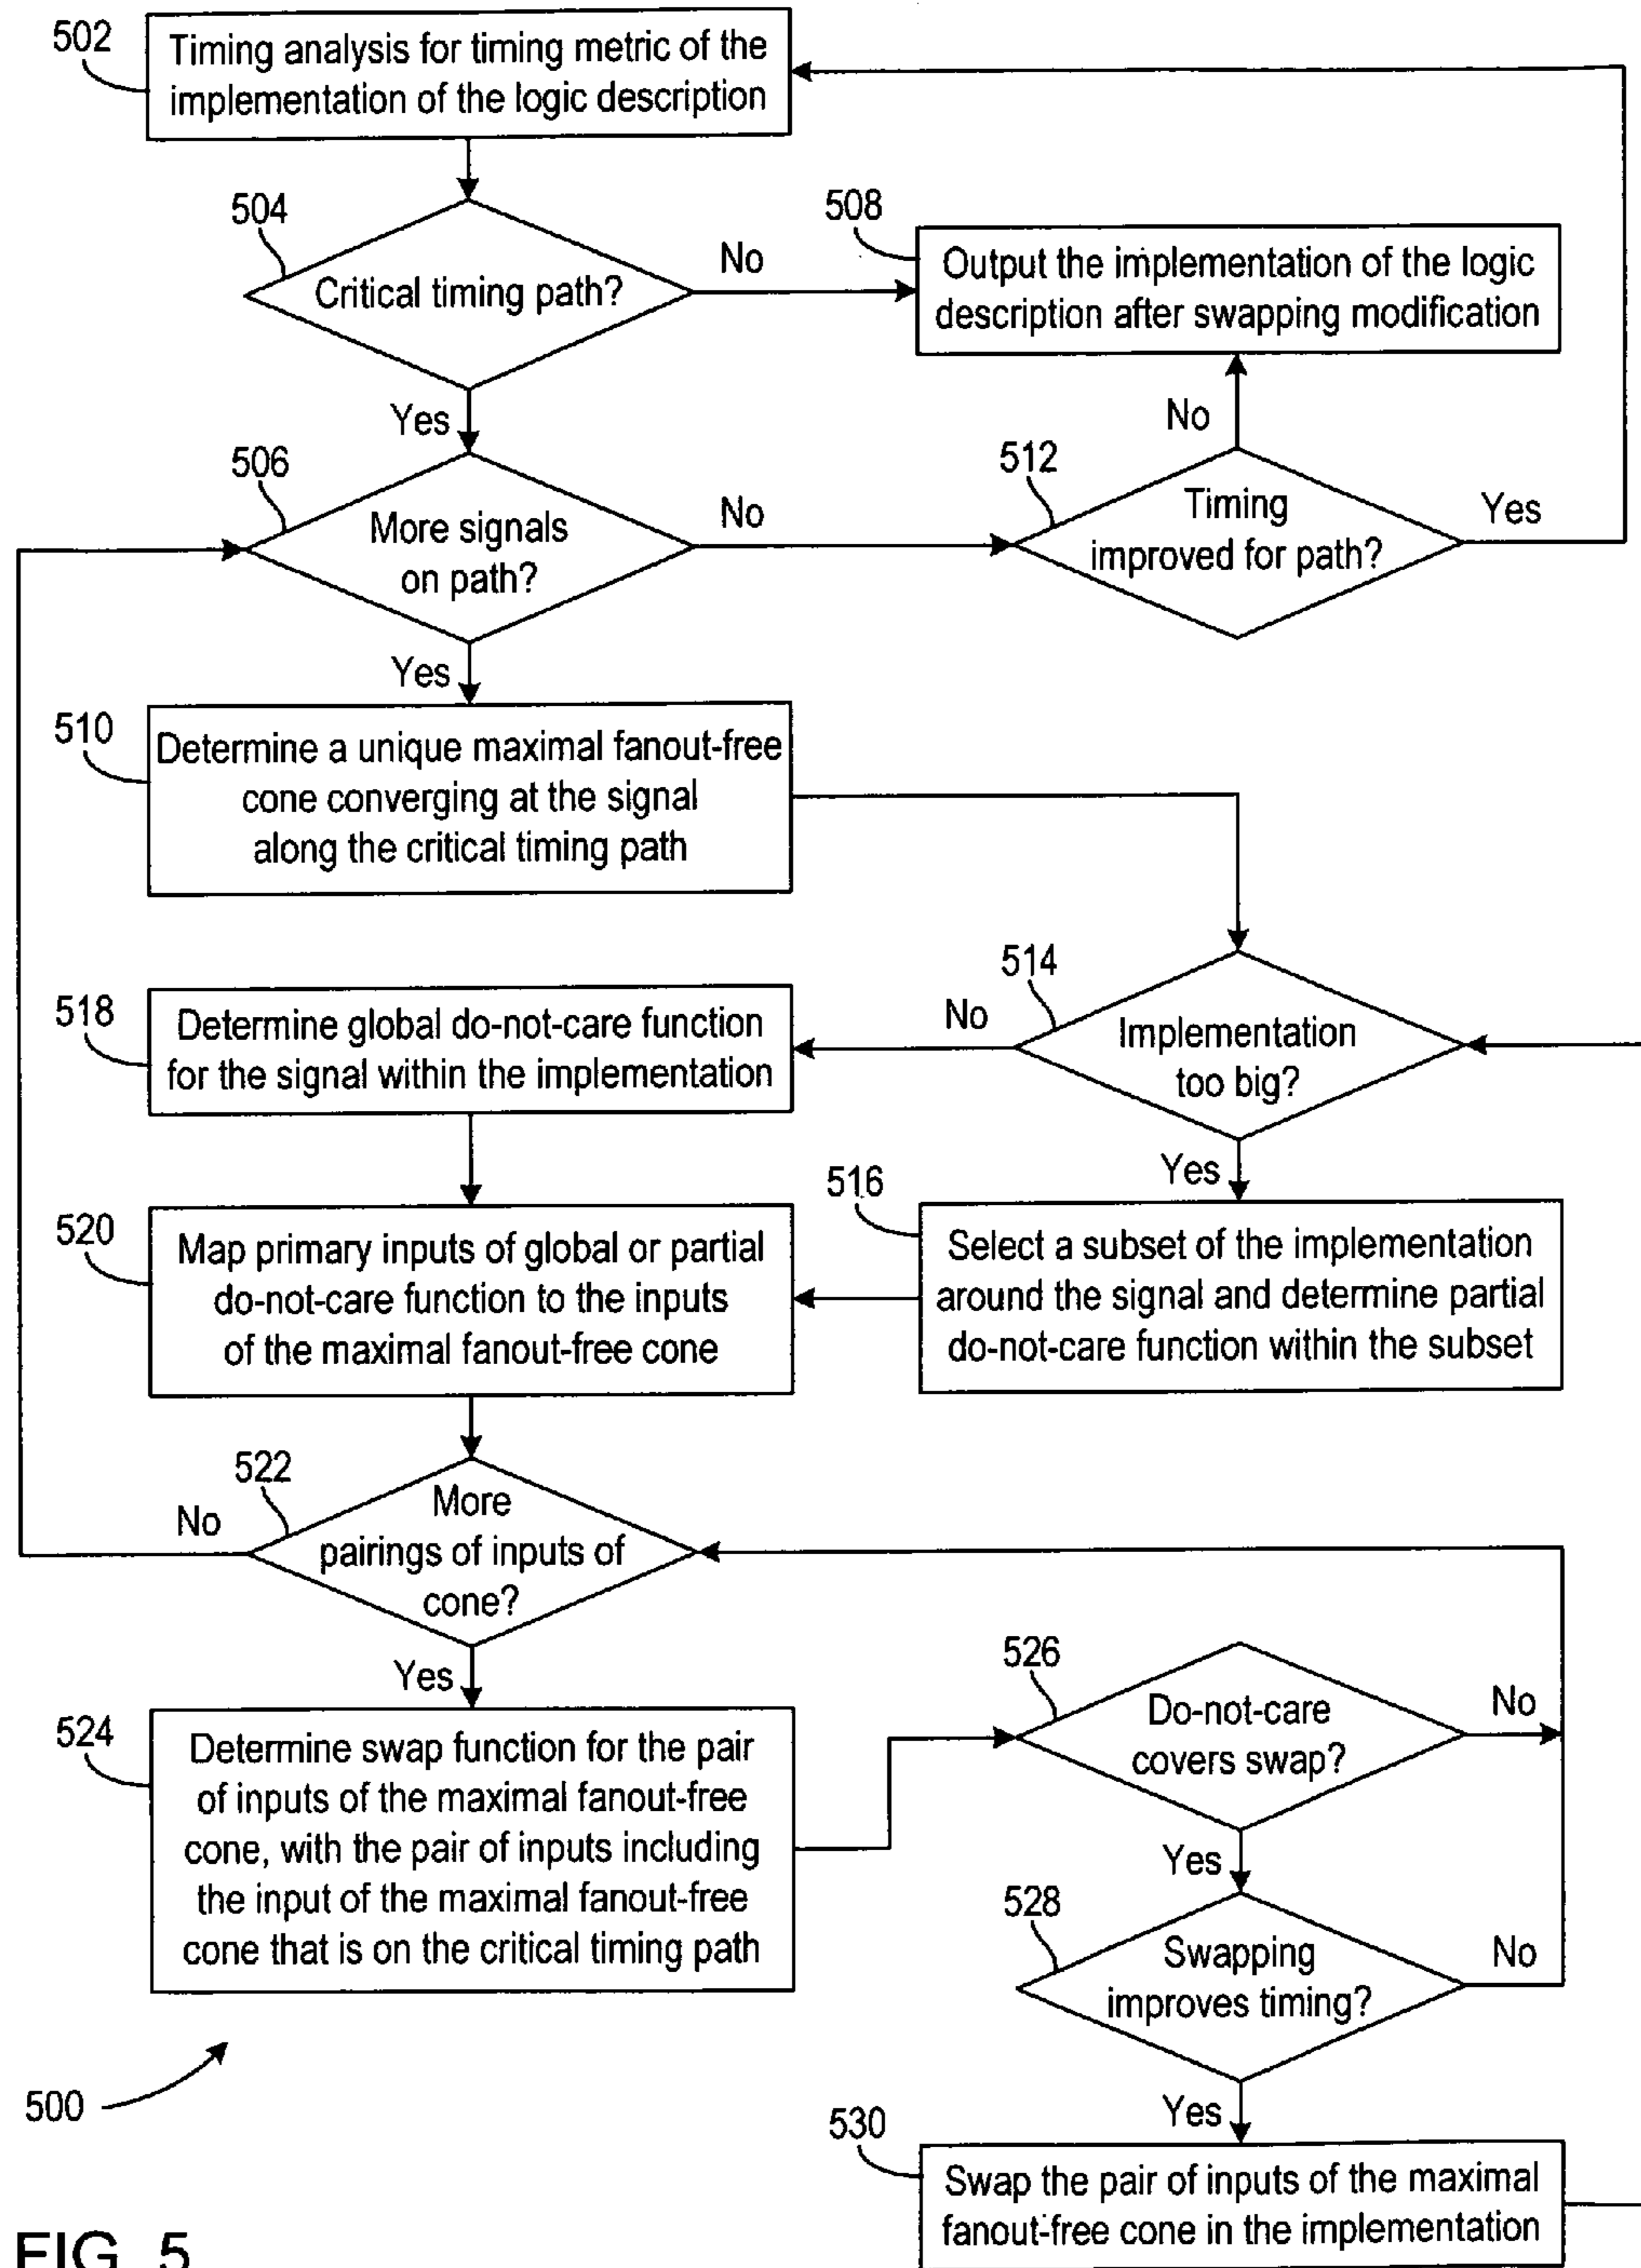 502
Timing analysis for timing metric of the
implementation of the logic description
504
Critical timing path?
No
Yes
508
Output the implementation of the logic
description after swapping modification
506
More signals
on path?
No
Yes
512
Timing
improved for path?
No
Yes
510
Determine a unique maximal fanout-free
cone converging at the signal
along the critical timing path
514
Implementation
too big?
No
Yes
518
Determine global do-not-care function
for the signal within the implementation
516
Select a subset of the implementation
around the signal and determine partial
do-not-care function within the subset
520
Map primary inputs of global or partial
do-not-care function to the inputs
of the maximal fanout-free cone
522
More
pairings of inputs of
cone?
No
Yes
524
Determine swap function for the pair
of inputs of the maximal fanout-free
cone, with the pair of inputs including
the input of the maximal fanout-free
cone that is on the critical timing path
526
Do-not-care
covers swap?
No
Yes
528
Swapping
improves timing?
No
Yes
530
Swap the pair of inputs of the maximal
fanout-free cone in the implementation
500
FIG. 5